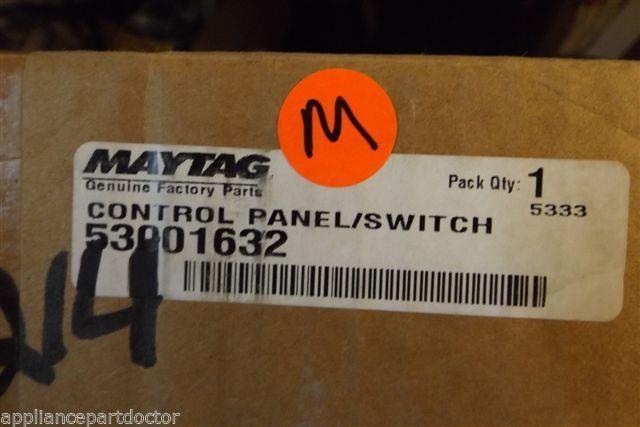 M
MAYTAG
Genuine Factory Parts
Pack Qty: 1
5333
CONTROL PANEL/SWITCH
53001632
appliancepartdoctor